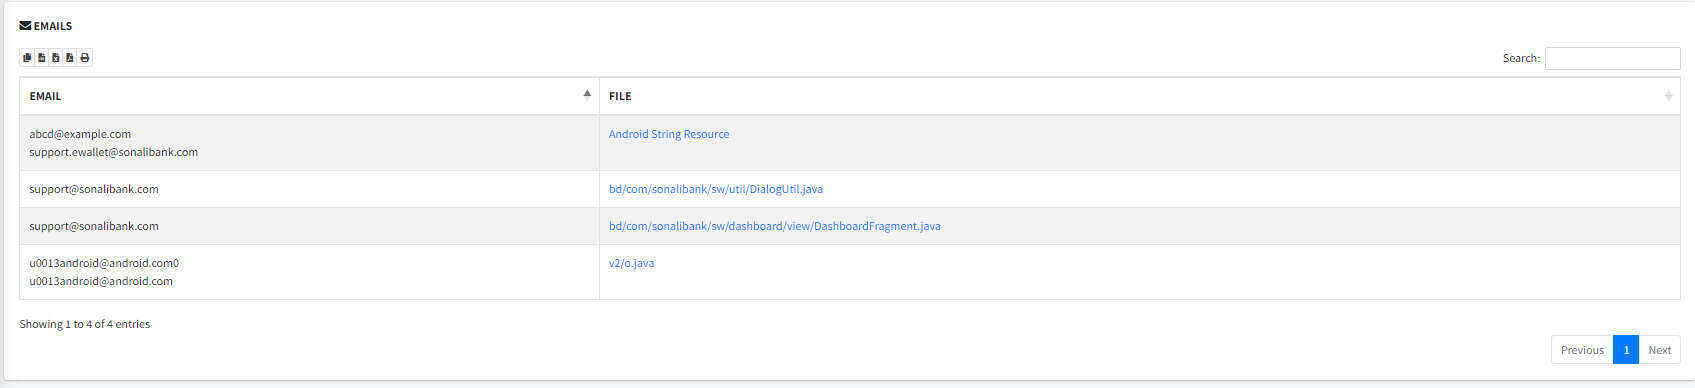 EMAILS
Search:
EMAIL FILE
abcd@example.com Android String Resource
support.ewallet@sonalibank.com
support@sonalibank.com bd/com/sonalibank/sw/util/DialogUtil.java
support@sonalibank.com bd/com/sonalibank/sw/dashboard/view/DashboardFragment.java
u0013android@android.com0 v2/o.java
u0013android@android.com
Showing 1 to 4 of 4 entries
Previous 1 Next